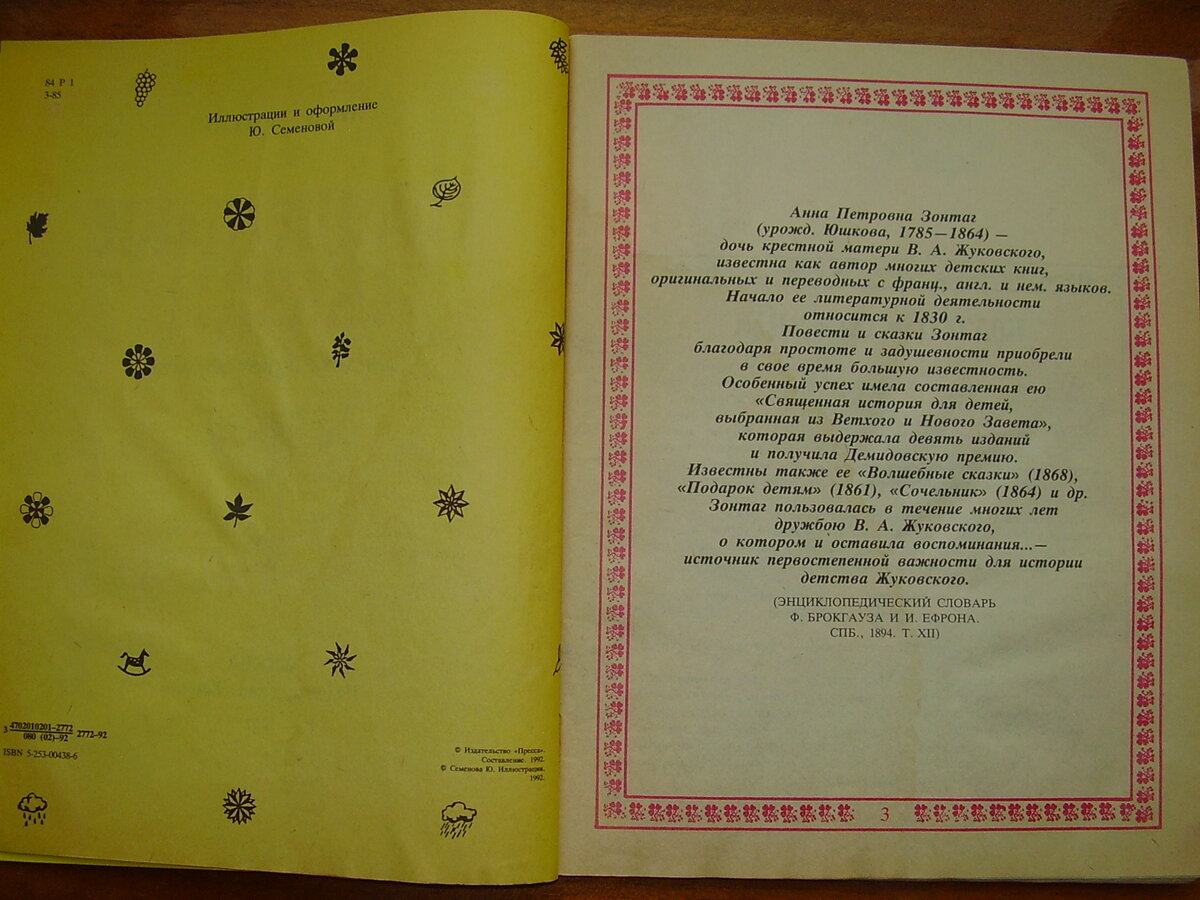 84 Р 1
З-85
Иллюстрации и оформление
Ю. Семеновой
З 4702010201–2772
080 (02)–92
2772–92
ISBN 5-253-00438-6
© Издательство «Пресса».
Составление. 1992.
© Семенова Ю. Иллюстрации.
1992.
Анна Петровна Зонтаг
(урожд. Юшкова, 1785—1864) —
дочь крестной матери В. А. Жуковского,
известна как автор многих детских книг,
оригинальных и переводных с франц., англ. и нем. языков.
Начало ее литературной деятельности
относится к 1830 г.
Повести и сказки Зонтаг
благодаря простоте и задушевности приобрели
в свое время большую известность.
Особенный успех имела составленная ею
«Священная история для детей,
выбранная из Ветхого и Нового Завета»,
которая выдержала девять изданий
и получила Демидовскую премию.
Известны также ее «Волшебные сказки» (1868),
«Подарок детям» (1861), «Сочельник» (1864) и др.
Зонтаг пользовалась в течение многих лет
дружбою В. А. Жуковского,
о котором и оставила воспоминания...—
источник первостепенной важности для истории
детства Жуковского.
(ЭНЦИКЛОПЕДИЧЕСКИЙ СЛОВАРЬ
Ф. БРОКГАУЗА И И. ЕФРОНА.
СПБ., 1894. Т. XII)
3